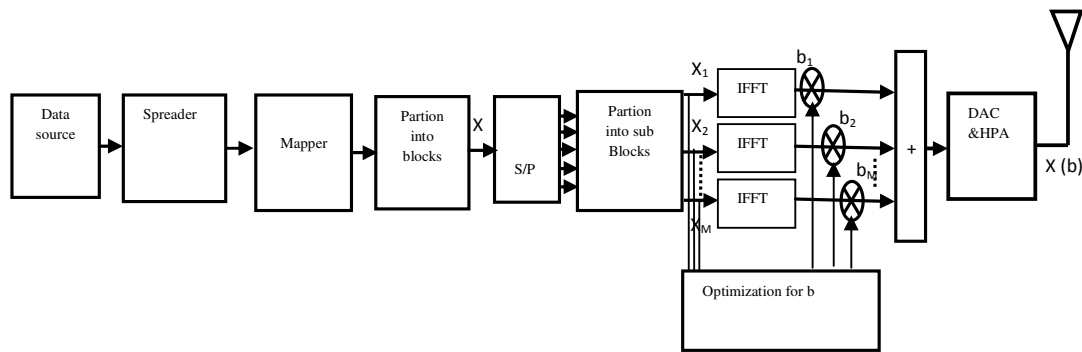 Data
source
Spreader
Mapper
Partion
into
blocks
X
S/P
Partion
into sub
Blocks
X1
X2
XM
IFFT
IFFT
IFFT
b1
b2
bM
+
DAC
&HPA
X (b)
Optimization for b